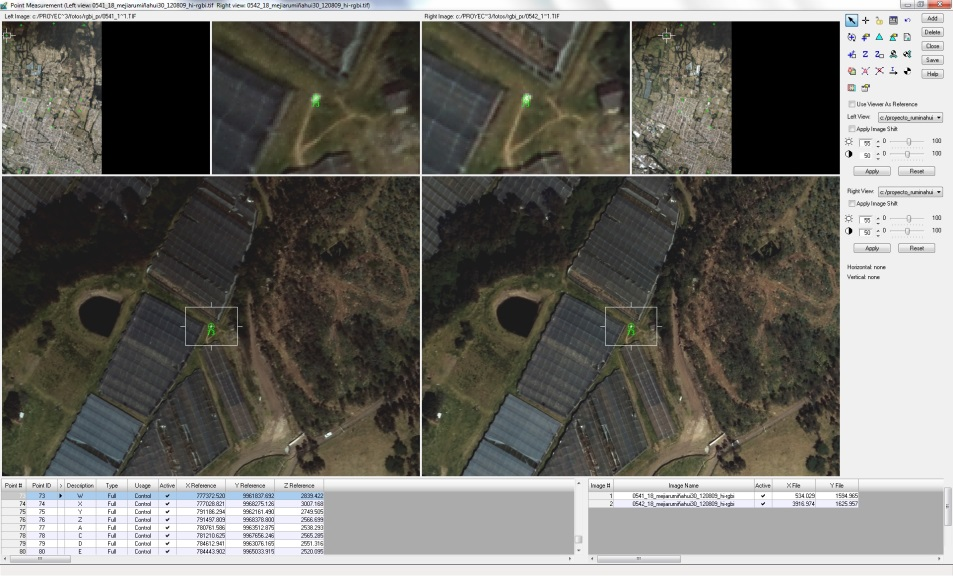 Point Measurement (Left view: 0541_18_mejiarumiñahui30_120809_hi-rgbi.tif Right view: 0542_18_mejiarumiñahui30_120809_hi-rgbi.tif)
Left Image: c:/PROYEC~3/fotos/rgbi_pr/0541_1~1.TIF Right Image: c:/PROYEC~3/fotos/rgbi_pr/0542_1~1.TIF
Add
Delete
Close
Save
Help
Use Viewer As Reference
Left View: c:/proyecto_ruminahui
Apply Image Shift
55 0 100
50 0 100
Apply Reset
Right View: c:/proyecto_ruminahui
Apply Image Shift
55 0 100
50 0 100
Apply Reset
Horizontal: none
Vertical: none
Point # Point ID > Description Type Usage Active X Reference Y Reference Z Reference
73 W Full Control 777372.520 9961837.692 2839.422
74 74 X Full Control 777028.821 9968275.126 3007.168
75 75 Y Full Control 791186.294 9962161.490 2749.505
76 76 Z Full Control 791497.809 9968378.800 2566.699
77 77 A Full Control 780761.586 9963512.875 2538.293
78 78 C Full Control 781210.625 9967656.246 2565.285
79 79 D Full Control 784612.941 9963076.165 2551.316
80 80 E Full Control 784443.902 9965033.915 2520.095
Image # Image Name Active X File Y File
1 0541_18_mejiarumiñahui30_120809_hi-rgbi 534.029 1594.965
2 0542_18_mejiarumiñahui30_120809_hi-rgbi 3916.974 1625.957